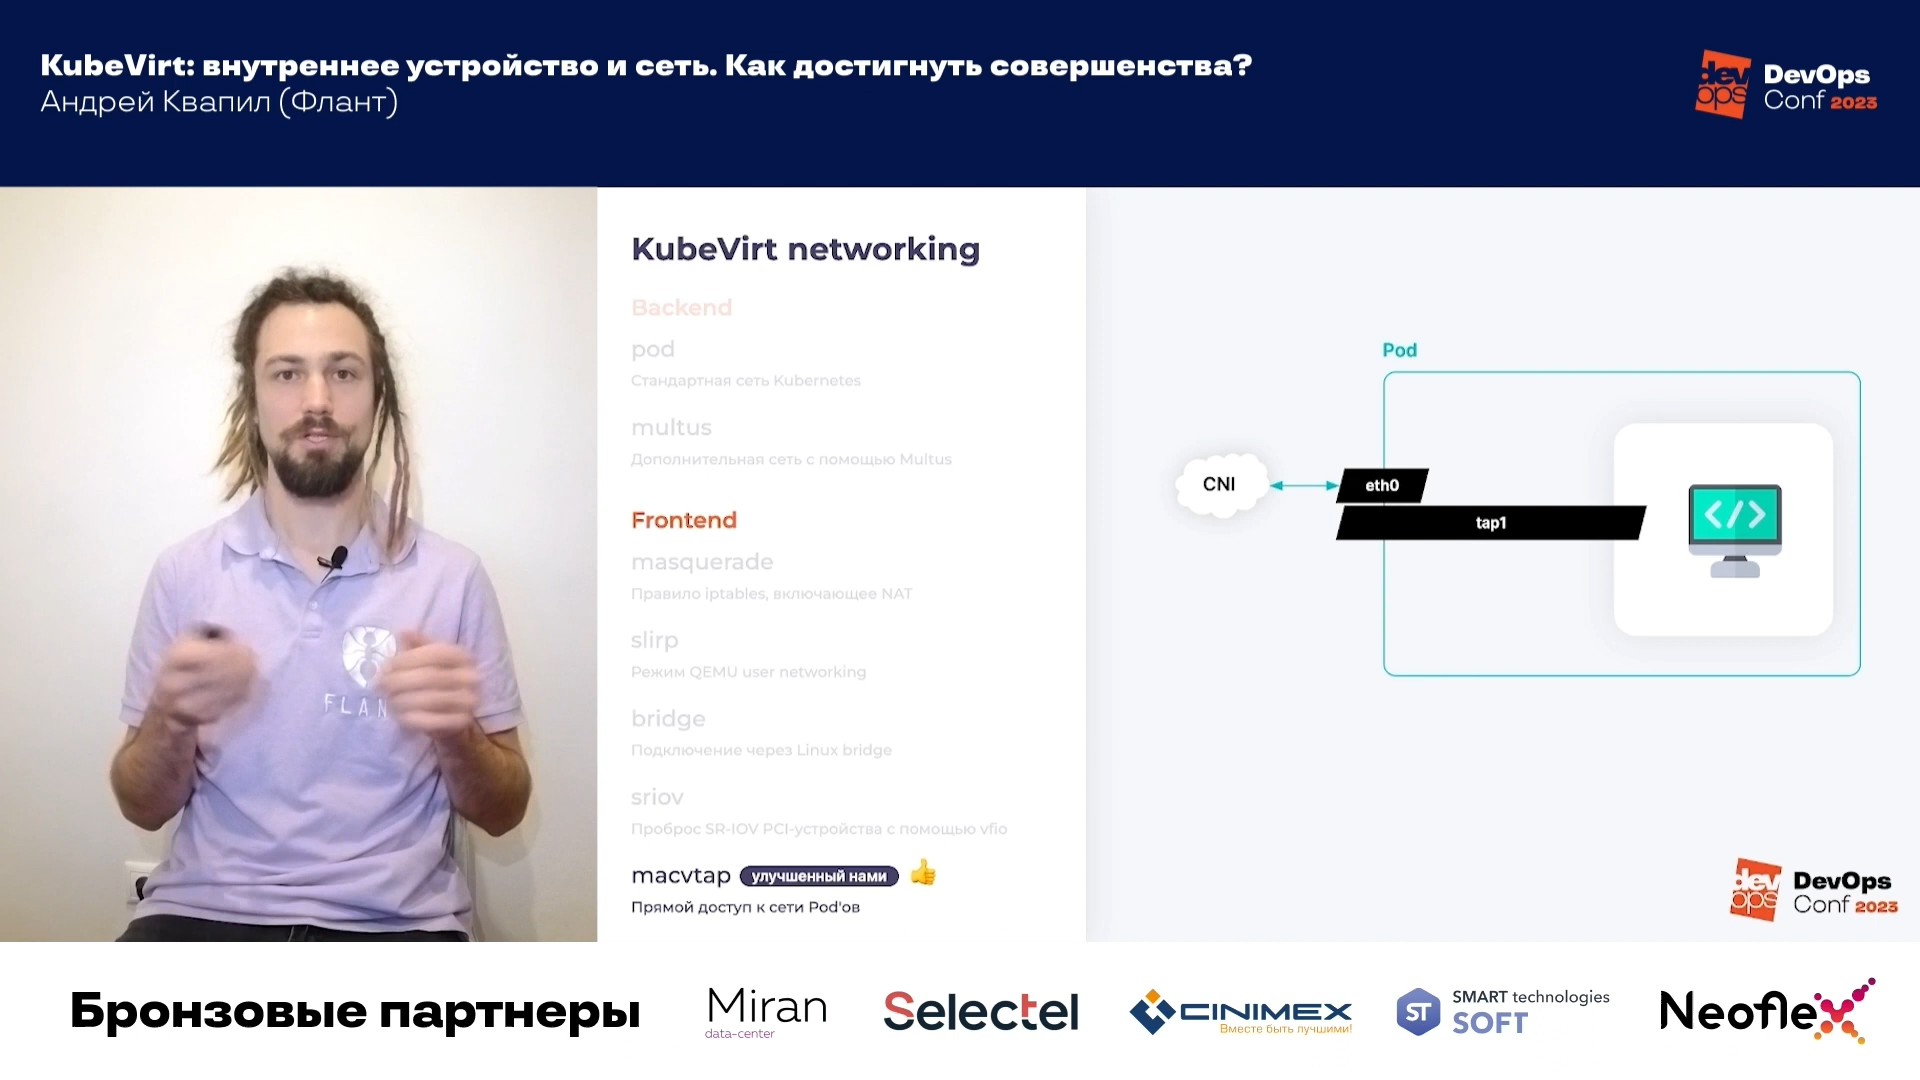 KubeVirt: внутреннее устройство и сеть. Как достигнуть совершенства?
Андрей Квапил (Флант)
dev
ops
DevOps
Conf 2023
KubeVirt networking
Backend
pod
Стандартная сеть Kubernetes
multus
Дополнительная сеть с помощью Multus
Frontend
masquerade
Правило iptables, включающее NAT
slirp
Режим QEMU user networking
bridge
Подключение через Linux bridge
sriov
Проброс SR-IOV PCI-устройства с помощью vfio
macvtap улучшенный нами
Прямой доступ к сети Pod'ов
Pod
CNI
eth0
tap1
</>
FLAN
dev
ops
DevOps
Conf 2023
Бронзовые партнеры
Miran
data-center
Selectel
CINIMEX
Вместе быть лучшими!
ST
SMART technologies
SOFT
Neoflex